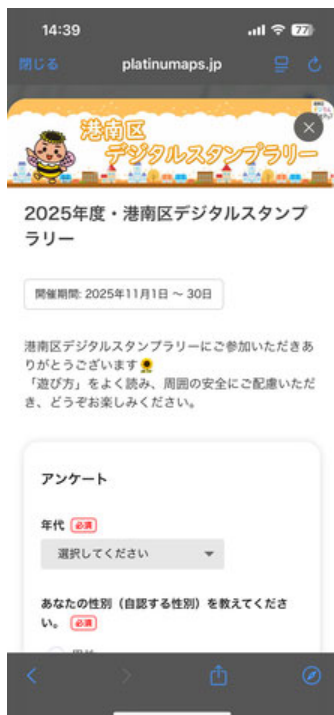 14:39
77
閉じる
platinumaps.jp
港南区
デジタルスタンプラリー
2025年度・港南区デジタルスタンプ
ラリー
開催期間: 2025年11月1日 ～ 30日
港南区デジタルスタンプラリーにご参加いただきあ
りがとうございます🌻
「遊び方」をよく読み、周囲の安全にご配慮いただ
き、どうぞお楽しみください。
アンケート
年代 必須
選択してください
あなたの性別（自認する性別）を教えてくださ
い。 必須